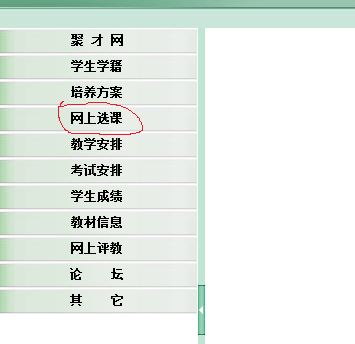 聚 才 网
学生学籍
培养方案
网上选课
教学安排
考试安排
学生成绩
教材信息
网上评教
论 坛
其 它